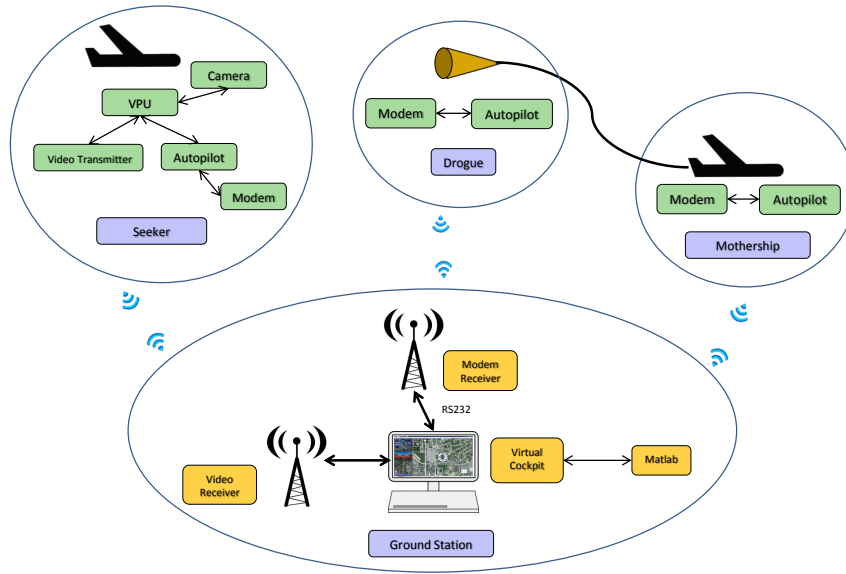 Camera
VPU
Video Transmitter
Autopilot
Modem
Seeker
Modem
Autopilot
Drogue
Modem
Autopilot
Mothership
Modem
Receiver
RS232
Video
Receiver
Virtual
Cockpit
Matlab
Ground Station